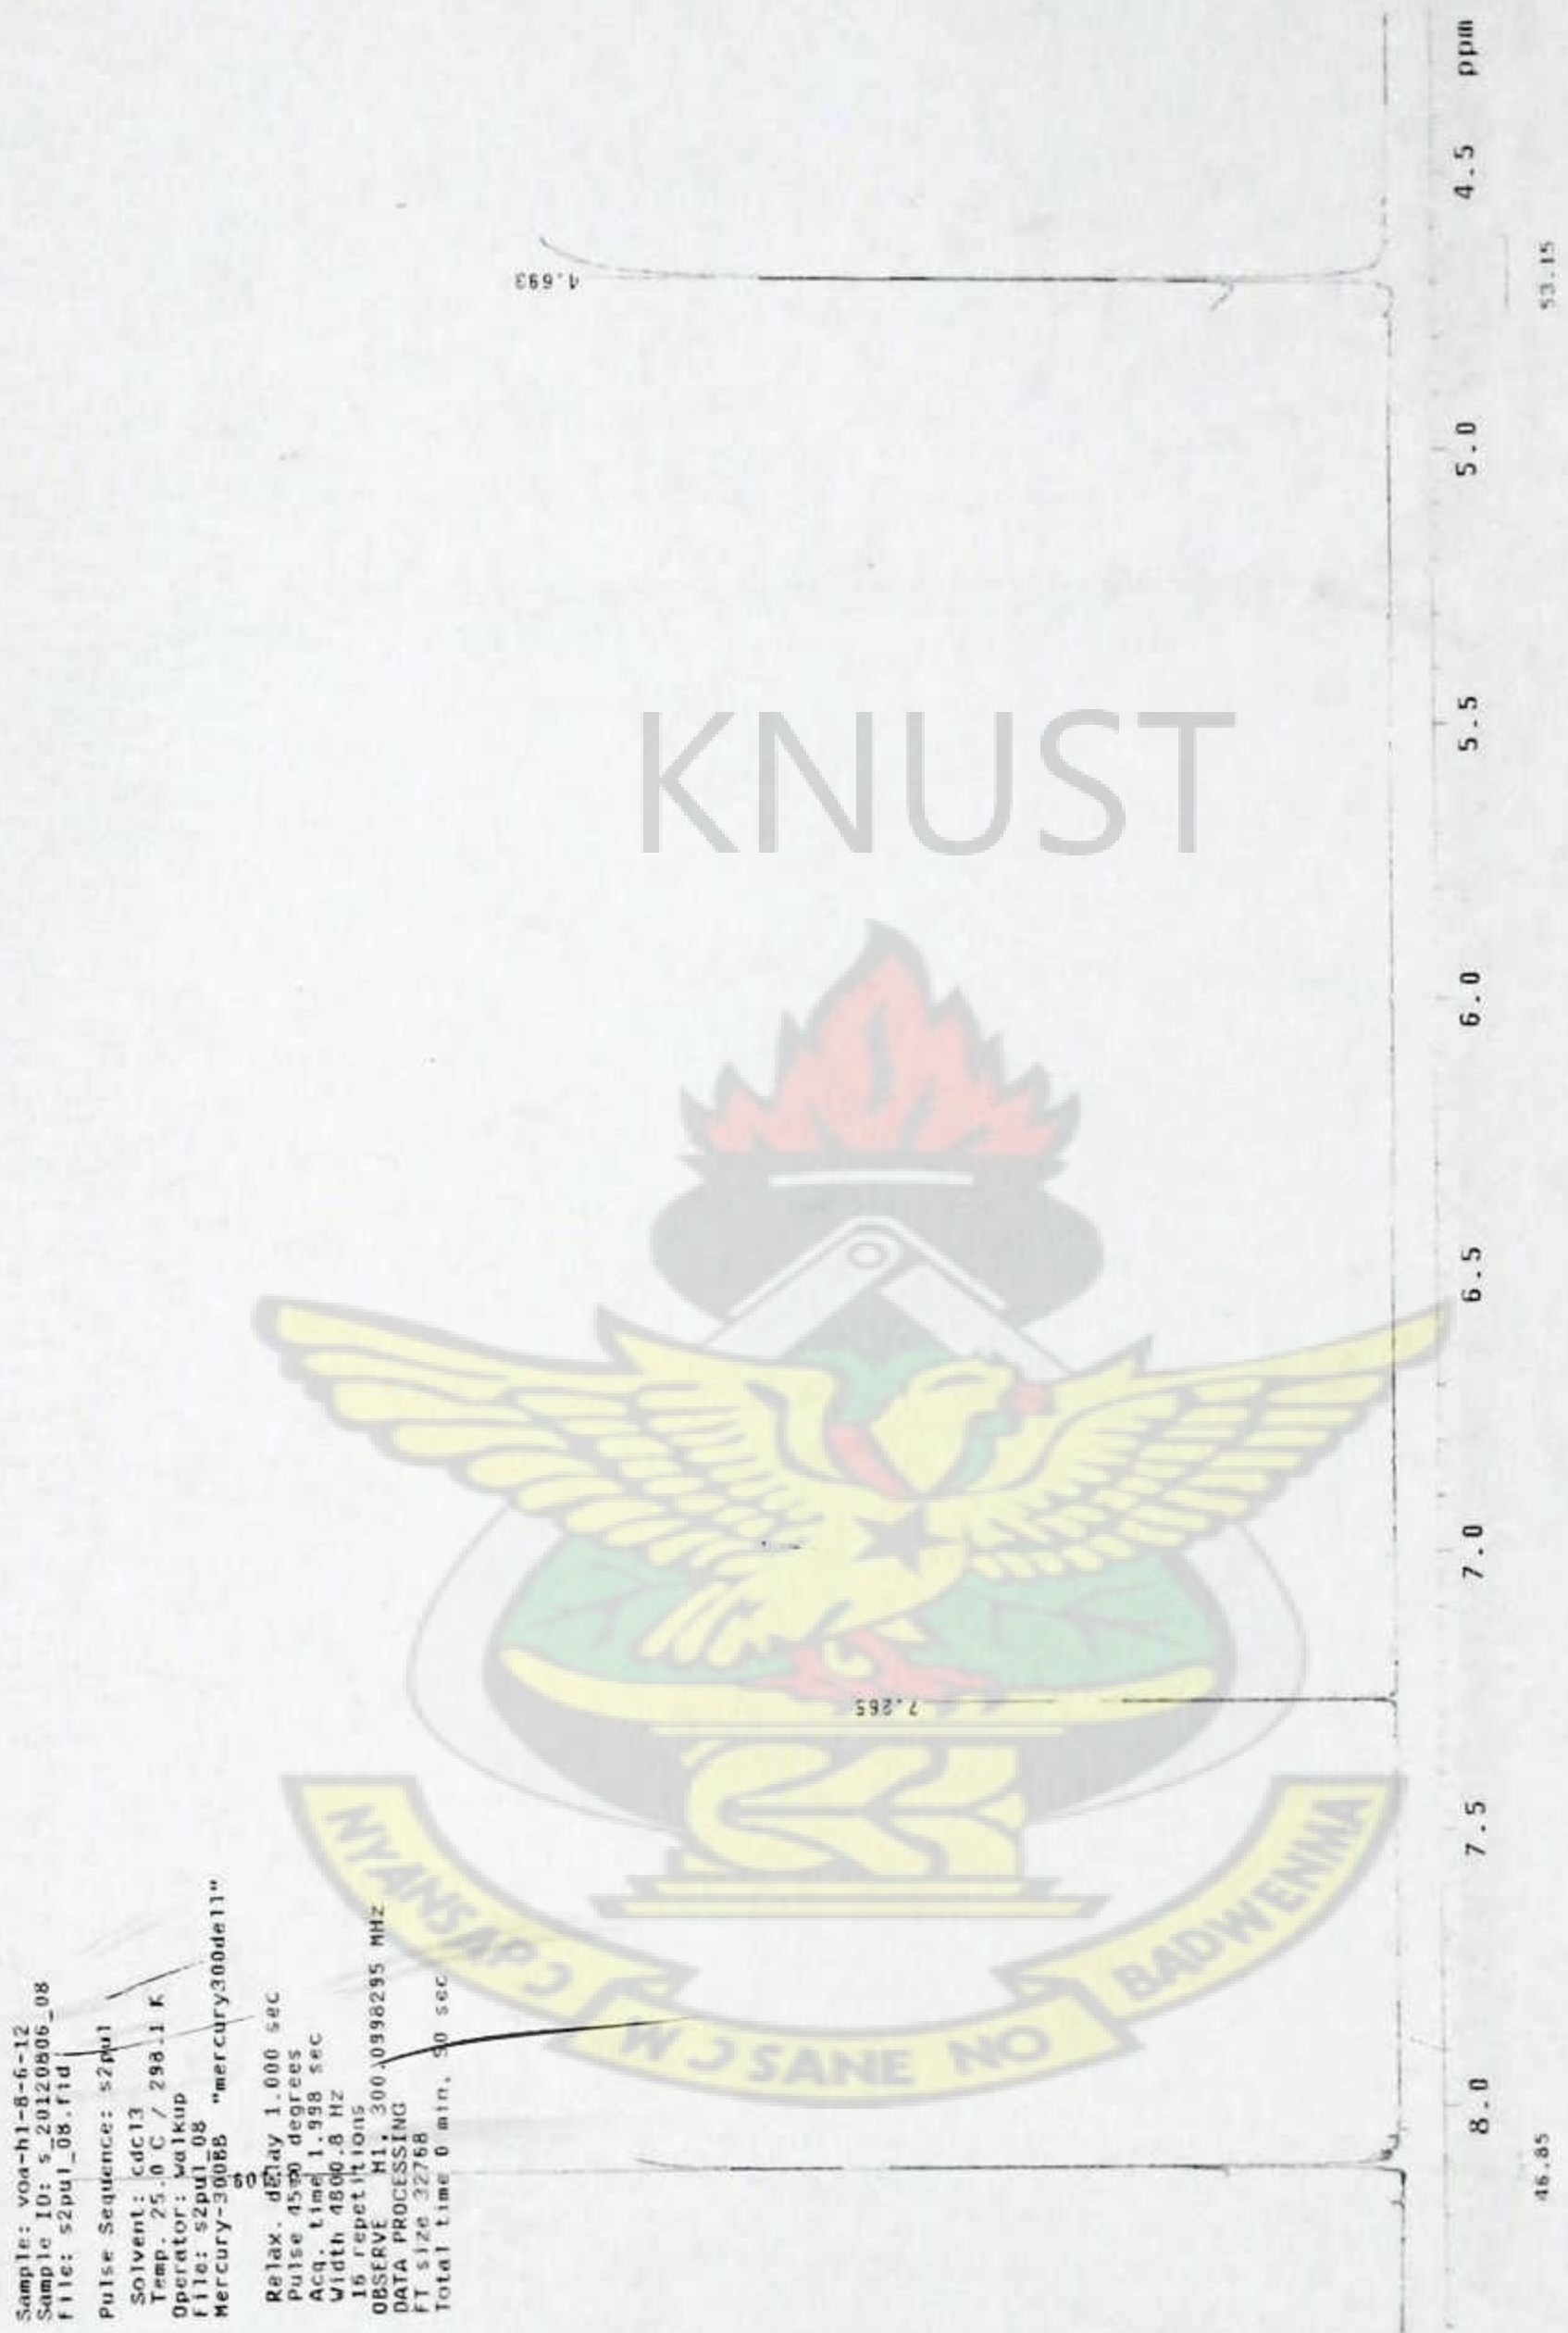 Sample: voa-h1-8-6-12
Sample ID: s_20120806_08
File: s2pul_08.fid
Pulse Sequence: s2pul
Solvent: cdcl3
Temp. 25.0 C / 298.1 K
Operator: walkup
File: s2pul_08
Mercury-300BB "mercury300dell"
Relax. delay 1.000 sec
Pulse degrees
Acq. time 1.998 sec
Width 4800.8 Hz
16 repetitions
OBSERVE H1, 300.0998295 MHz
DATA PROCESSING
FT size 32768
Total time 0 min, sec
4.693
7.265
KNUST
NYANSAPƆ
WƆSANE NO
BADWENMA
8.0
7.5
7.0
6.5
6.0
5.5
5.0
4.5
ppm
46.85
53.15